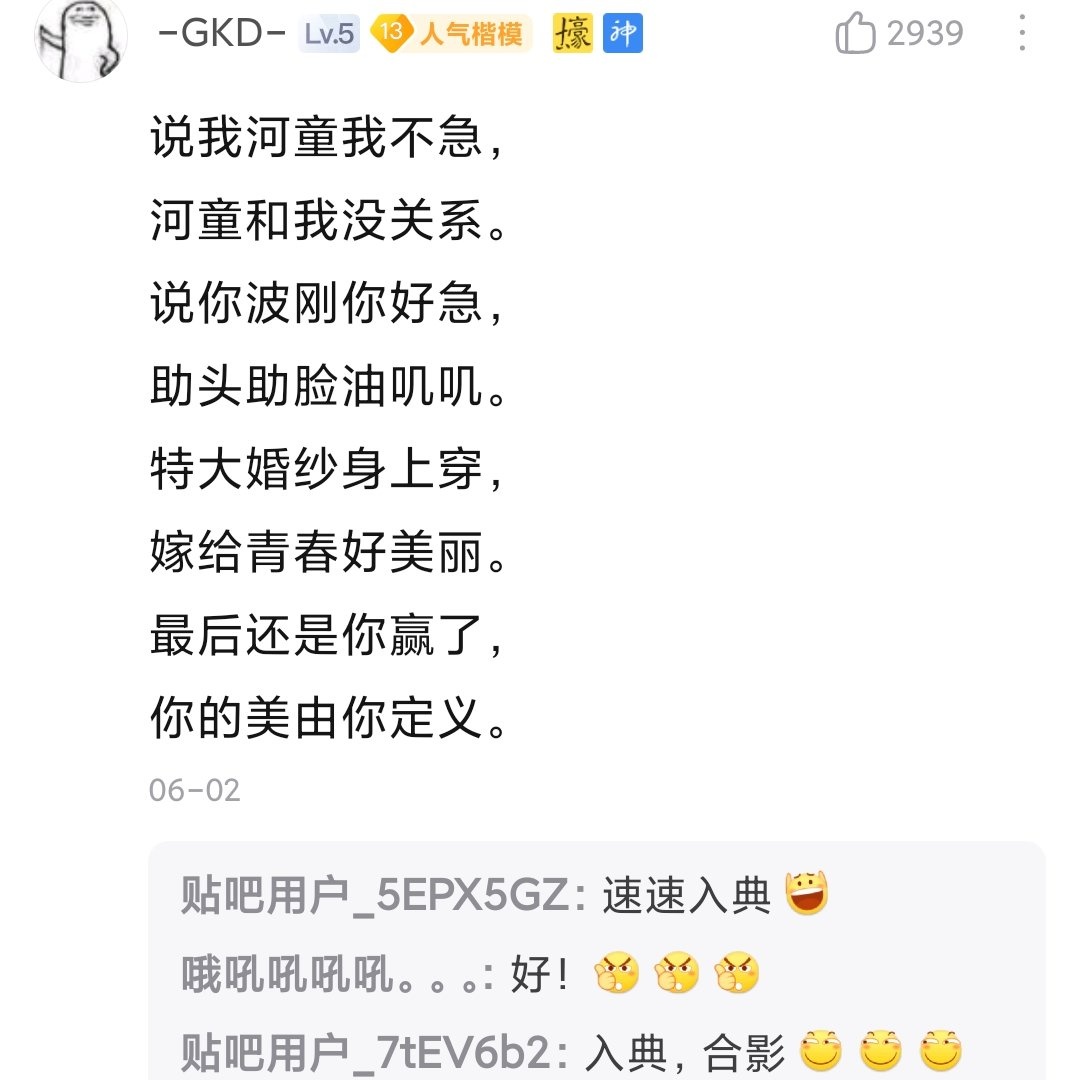 -GKD- Lv.5 13 人气楷模 壕 神 2939
说我河童我不急，
河童和我没关系。
说你波刚你好急，
助头助脸油叽叽。
特大婚纱身上穿，
嫁给青春好美丽。
最后还是你赢了，
你的美由你定义。
06-02
贴吧用户_5EPX5GZ: 速速入典
哦吼吼吼吼。。。: 好！
贴吧用户_7tEV6b2: 入典，合影